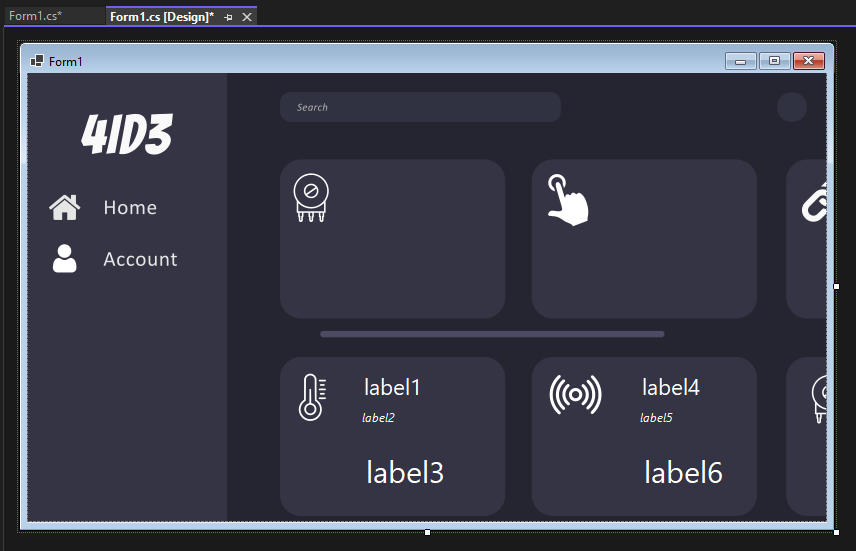 Form1.cs*
Form1.cs [Design]*
Form1
4ID3
Search
Home
Account
label1
label2
label3
label4
label5
label6